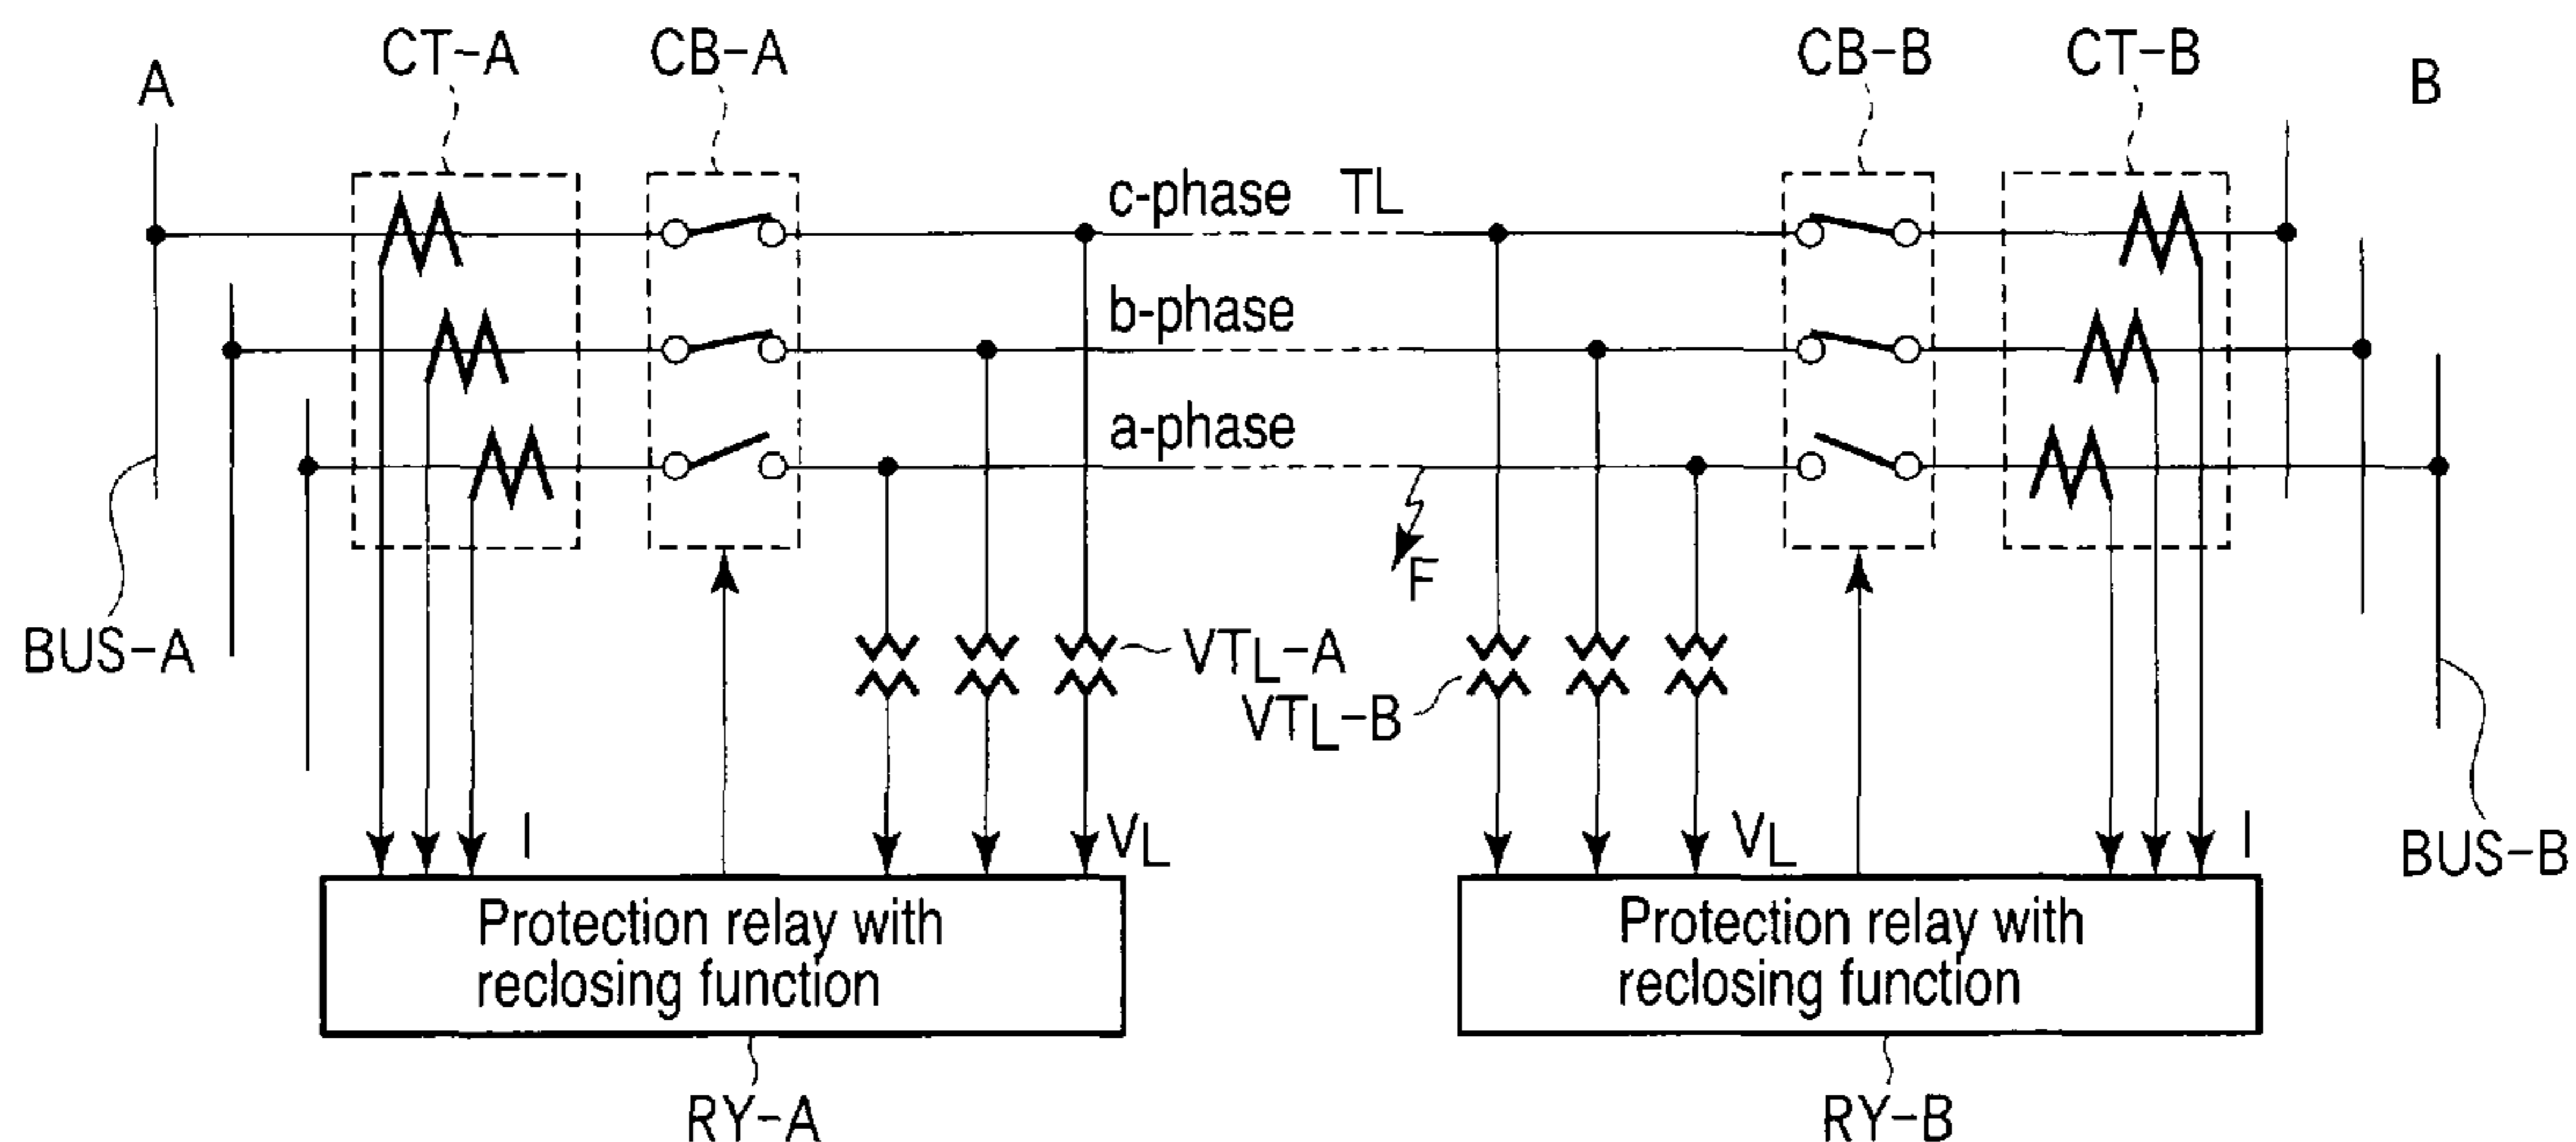 A
CT-A
CB-A
CB-B
CT-B
B
c-phase TL
b-phase
a-phase
F
BUS-A
VTL-A
VTL-B
I
VL
VL
I
BUS-B
Protection relay with
reclosing function
Protection relay with
reclosing function
RY-A
RY-B